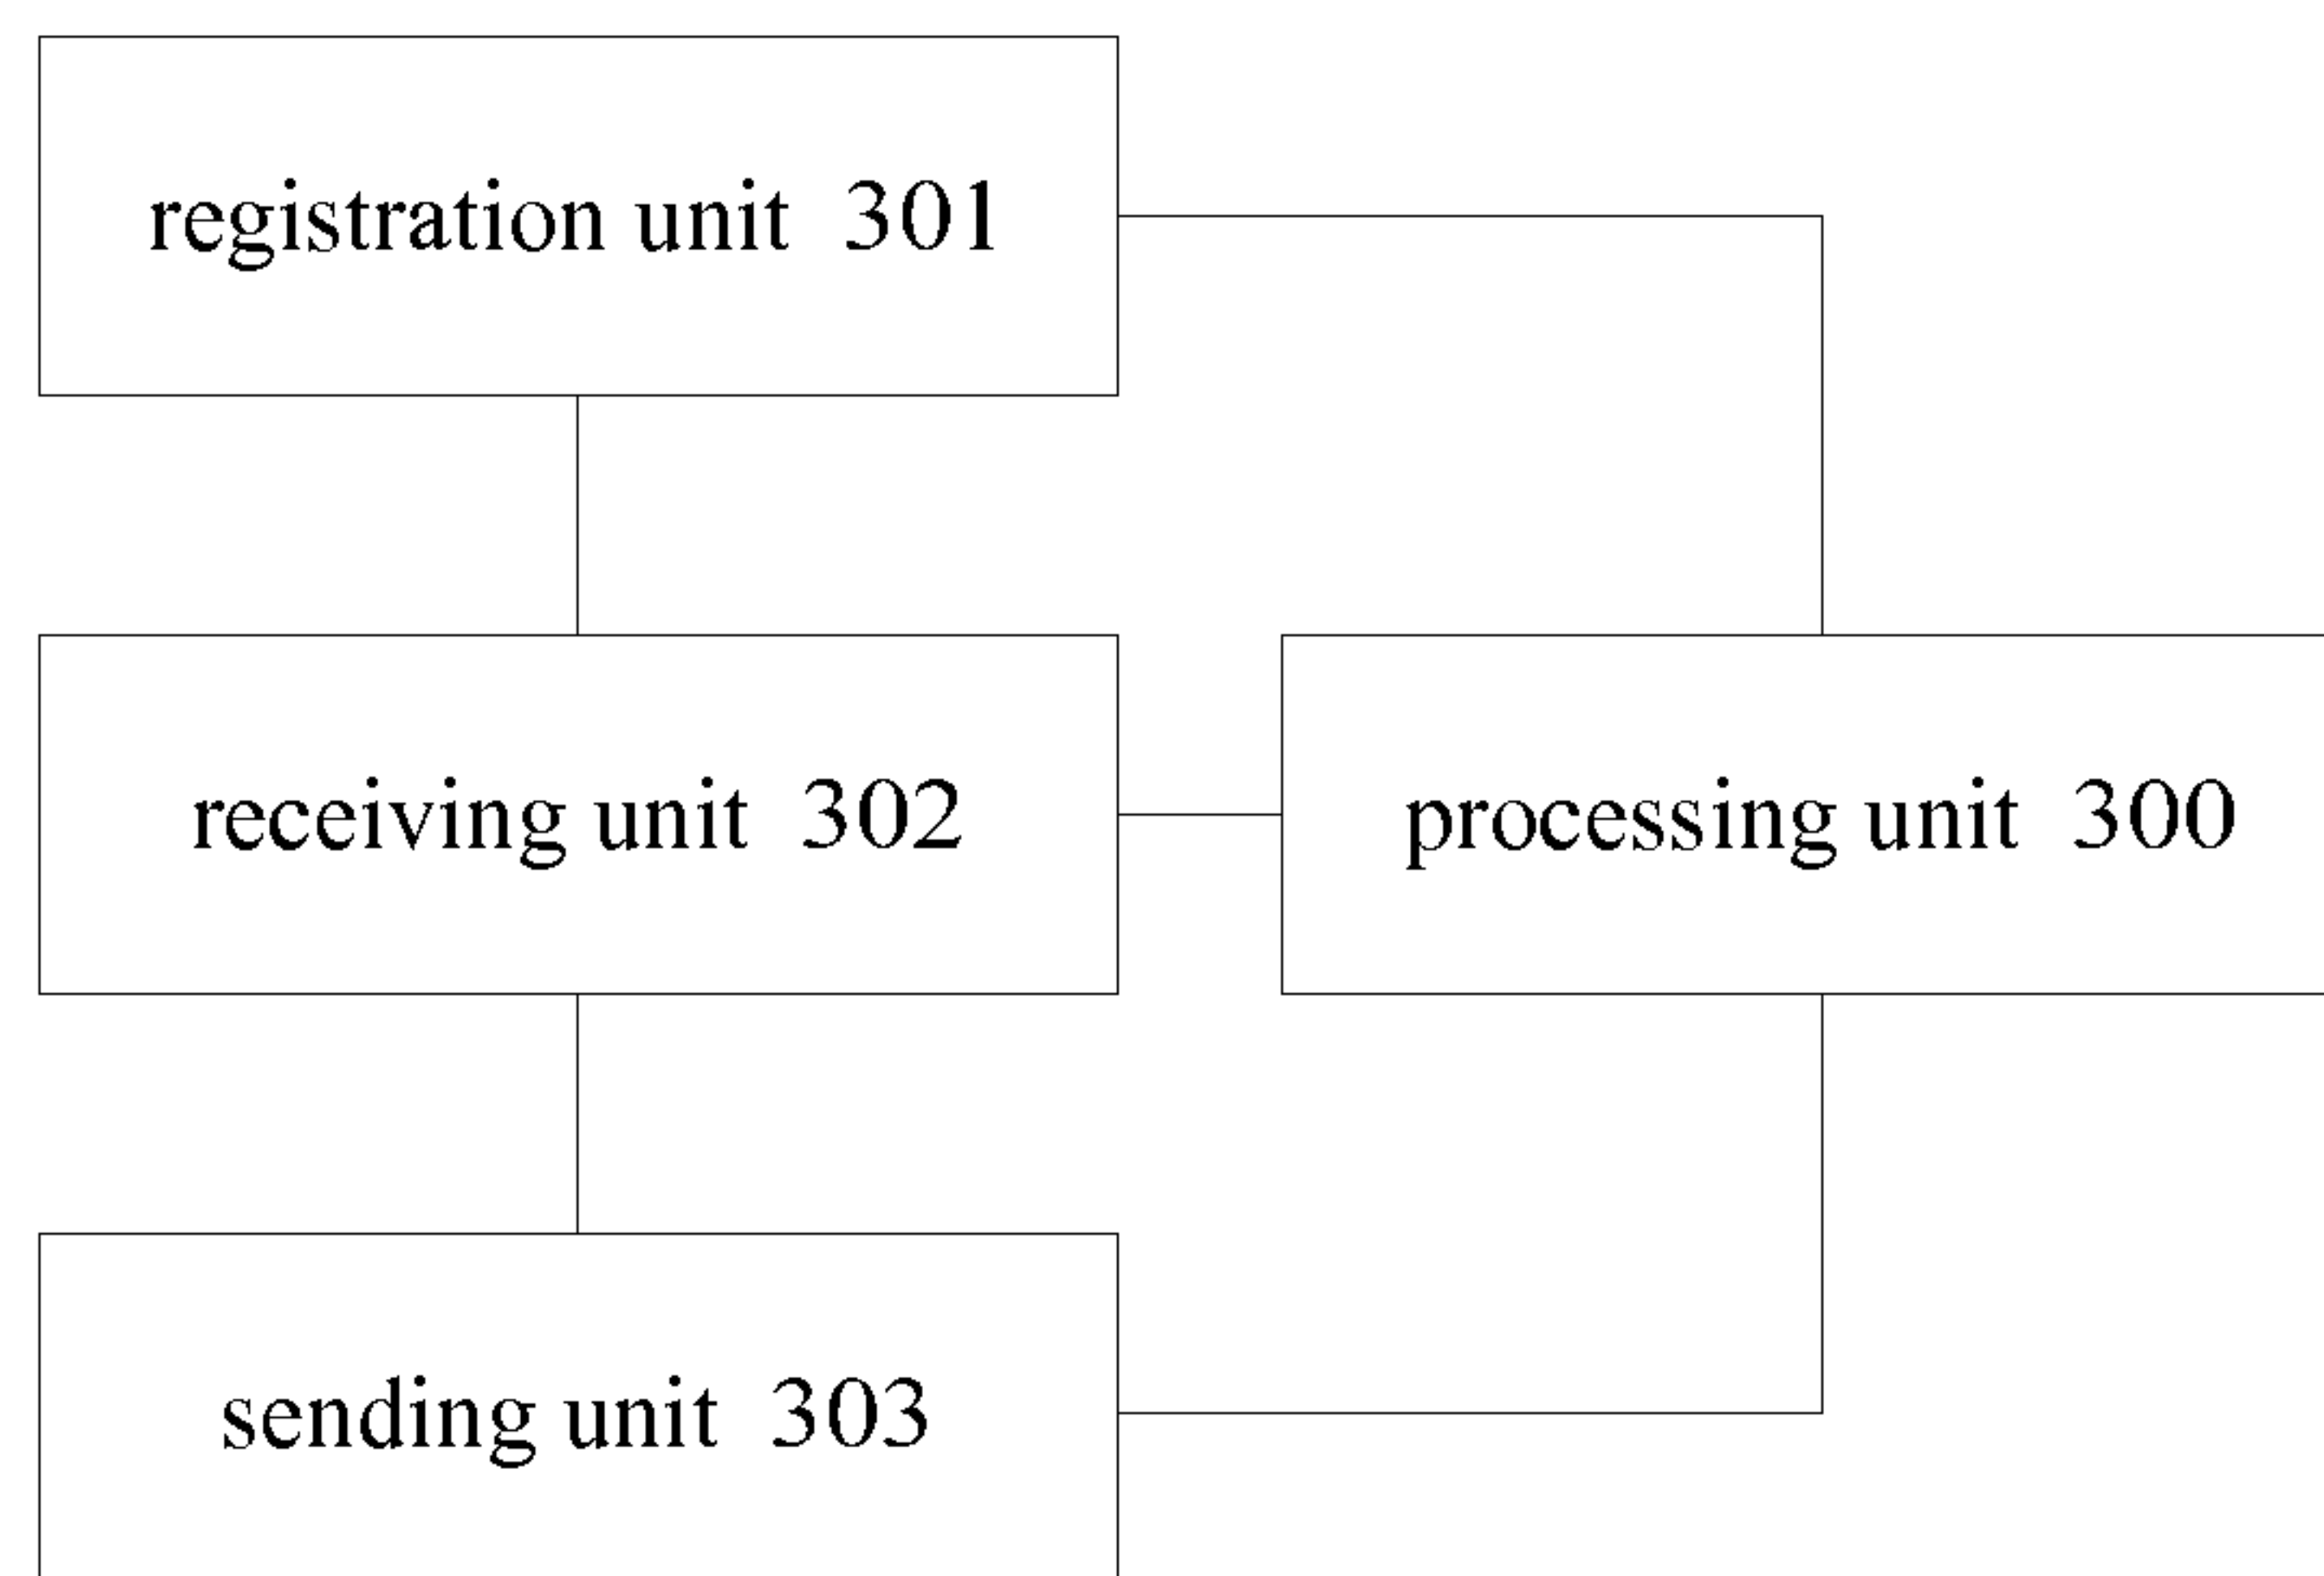 registration unit 301
receiving unit 302
processing unit 300
sending unit 303